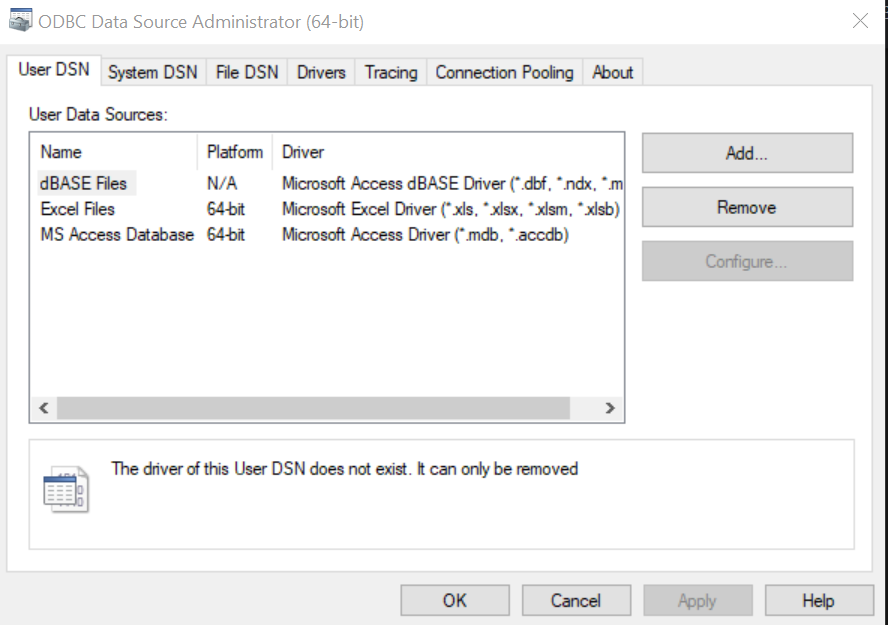 ODBC Data Source Administrator (64-bit)
User DSN System DSN File DSN Drivers Tracing Connection Pooling About
User Data Sources:
Name Platform Driver
dBASE Files N/A Microsoft Access dBASE Driver (*.dbf, *.ndx, *.m
Excel Files 64-bit Microsoft Excel Driver (*.xls, *.xlsx, *.xlsm, *.xlsb)
MS Access Database 64-bit Microsoft Access Driver (*.mdb, *.accdb)
Add...
Remove
Configure...
The driver of this User DSN does not exist. It can only be removed
OK Cancel Apply Help